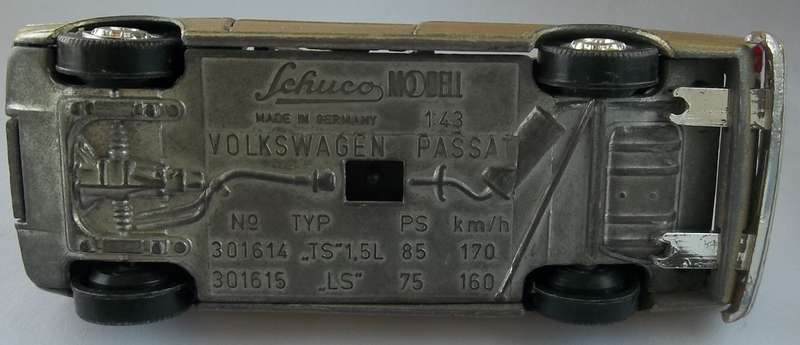 Schuco MODELL
MADE IN GERMANY 1:43
VOLKSWAGEN PASSAT
No TYP PS km/h
301614 „TS" 1,5L 85 170
301615 „LS" 75 160